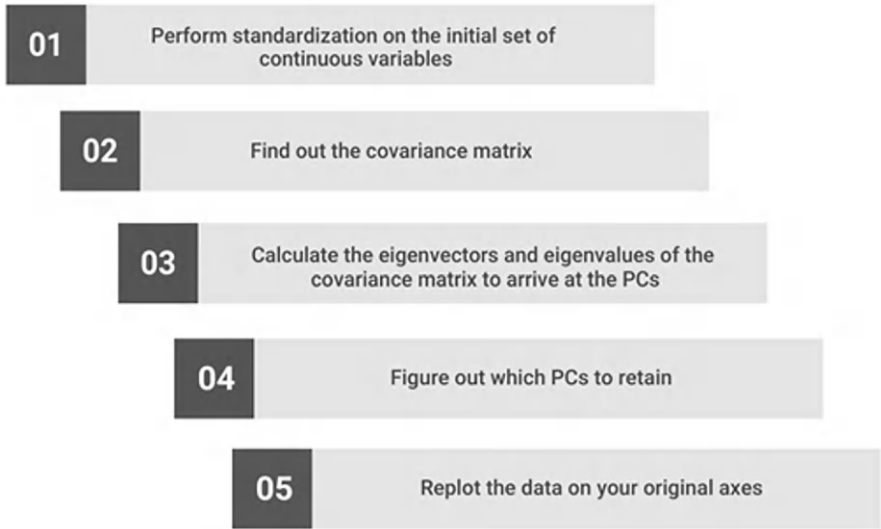 01
Perform standardization on the initial set of
continuous variables
02
Find out the covariance matrix
03
Calculate the eigenvectors and eigenvalues of the
covariance matrix to arrive at the PCs
04
Figure out which PCs to retain
05
Replot the data on your original axes